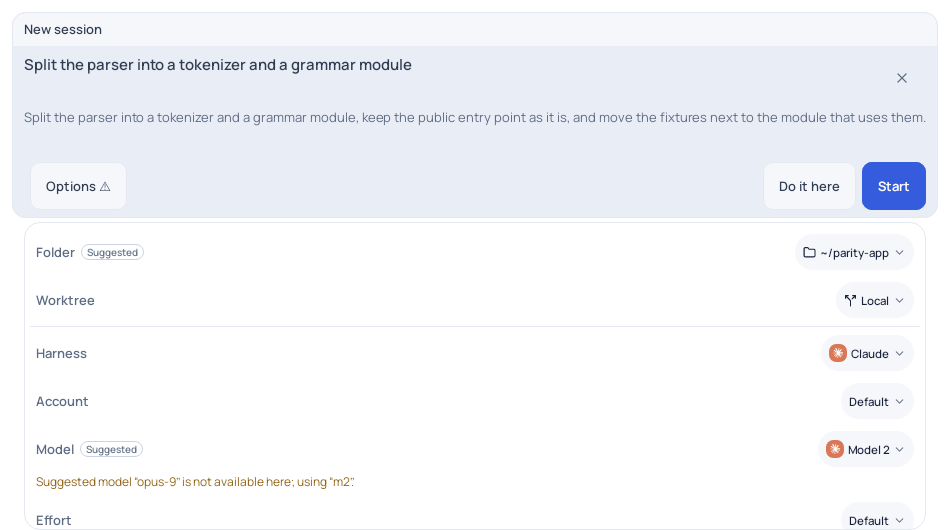 New session
Split the parser into a tokenizer and a grammar module
Split the parser into a tokenizer and a grammar module, keep the public entry point as it is, and move the fixtures next to the module that uses them.
Options ⚠
Do it here
Start
Folder Suggested
~/parity-app
Worktree
Local
Harness
Claude
Account
Default
Model Suggested
Model 2
Suggested model “opus-9” is not available here; using “m2”.
Effort
Default